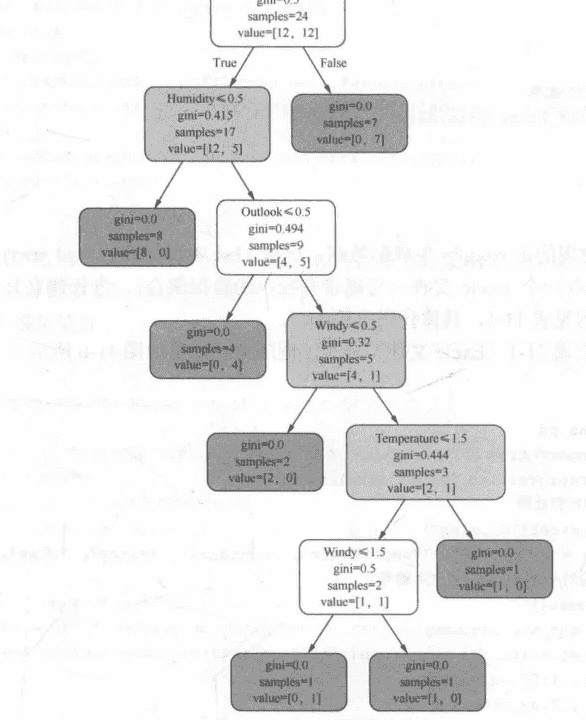 gini=0.5
samples=24
value=[12, 12]
True
False
Humidity≤0.5
gini=0.415
samples=17
value=[12, 5]
gini=0.0
samples=7
value=[0, 7]
gini=0.0
samples=8
value=[8, 0]
Outlook≤0.5
gini=0.494
samples=9
value=[4, 5]
gini=0.0
samples=4
value=[0, 4]
Windy≤0.5
gini=0.32
samples=5
value=[4, 1]
gini=0.0
samples=2
value=[2, 0]
Temperature≤1.5
gini=0.444
samples=3
value=[2, 1]
Windy≤1.5
gini=0.5
samples=2
value=[1, 1]
gini=0.0
samples=1
value=[1, 0]
gini=0.0
samples=1
value=[0, 1]
gini=0.0
samples=1
value=[1, 0]